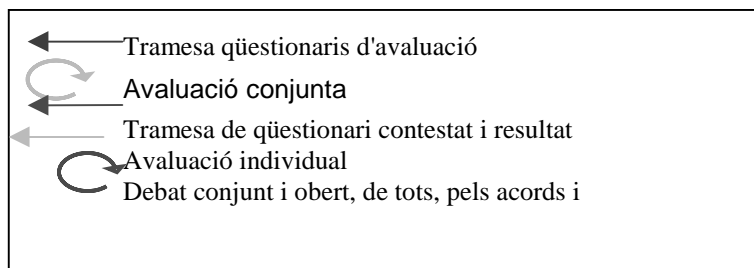 Tramesa qüestionaris d'avaluació
Avaluació conjunta
Tramesa de qüestionari contestat i resultat
Avaluació individual
Debat conjunt i obert, de tots, pels acords i